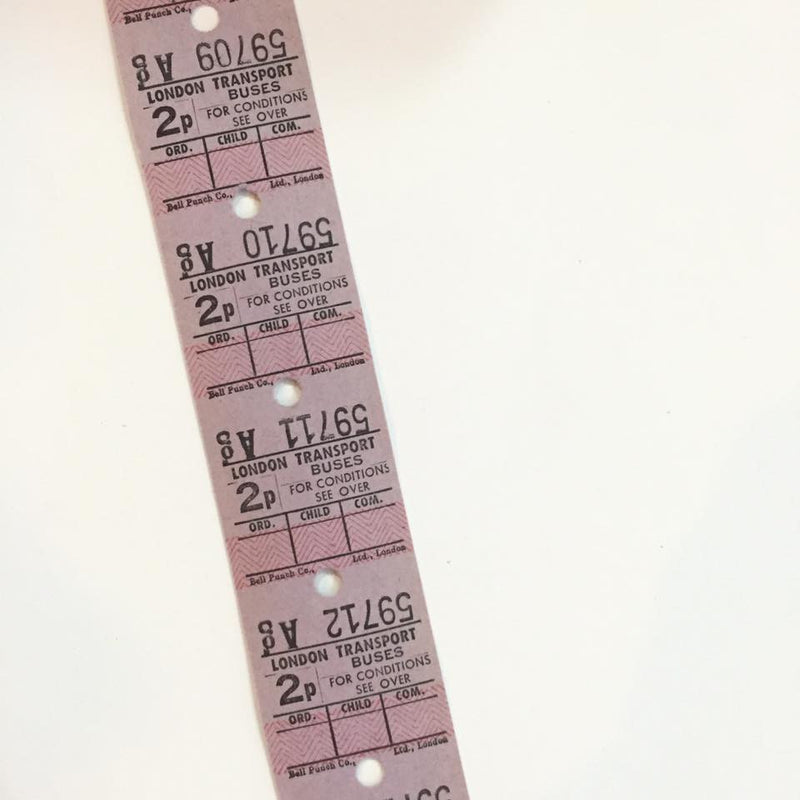 Bell Punch Co.,
59709 A
LONDON TRANSPORT
BUSES
2p FOR CONDITIONS
SEE OVER
ORD. CHILD COM.
Bell Punch Co., Ltd., London
59710 A
LONDON TRANSPORT
BUSES
2p FOR CONDITIONS
SEE OVER
ORD. CHILD COM.
Bell Punch Co., Ltd., London
59711 A
LONDON TRANSPORT
BUSES
2p FOR CONDITIONS
SEE OVER
ORD. CHILD COM.
Bell Punch Co., Ltd., London
59712 A
LONDON TRANSPORT
BUSES
2p FOR CONDITIONS
SEE OVER
ORD. CHILD COM.
Bell Punch Co., Ltd., London